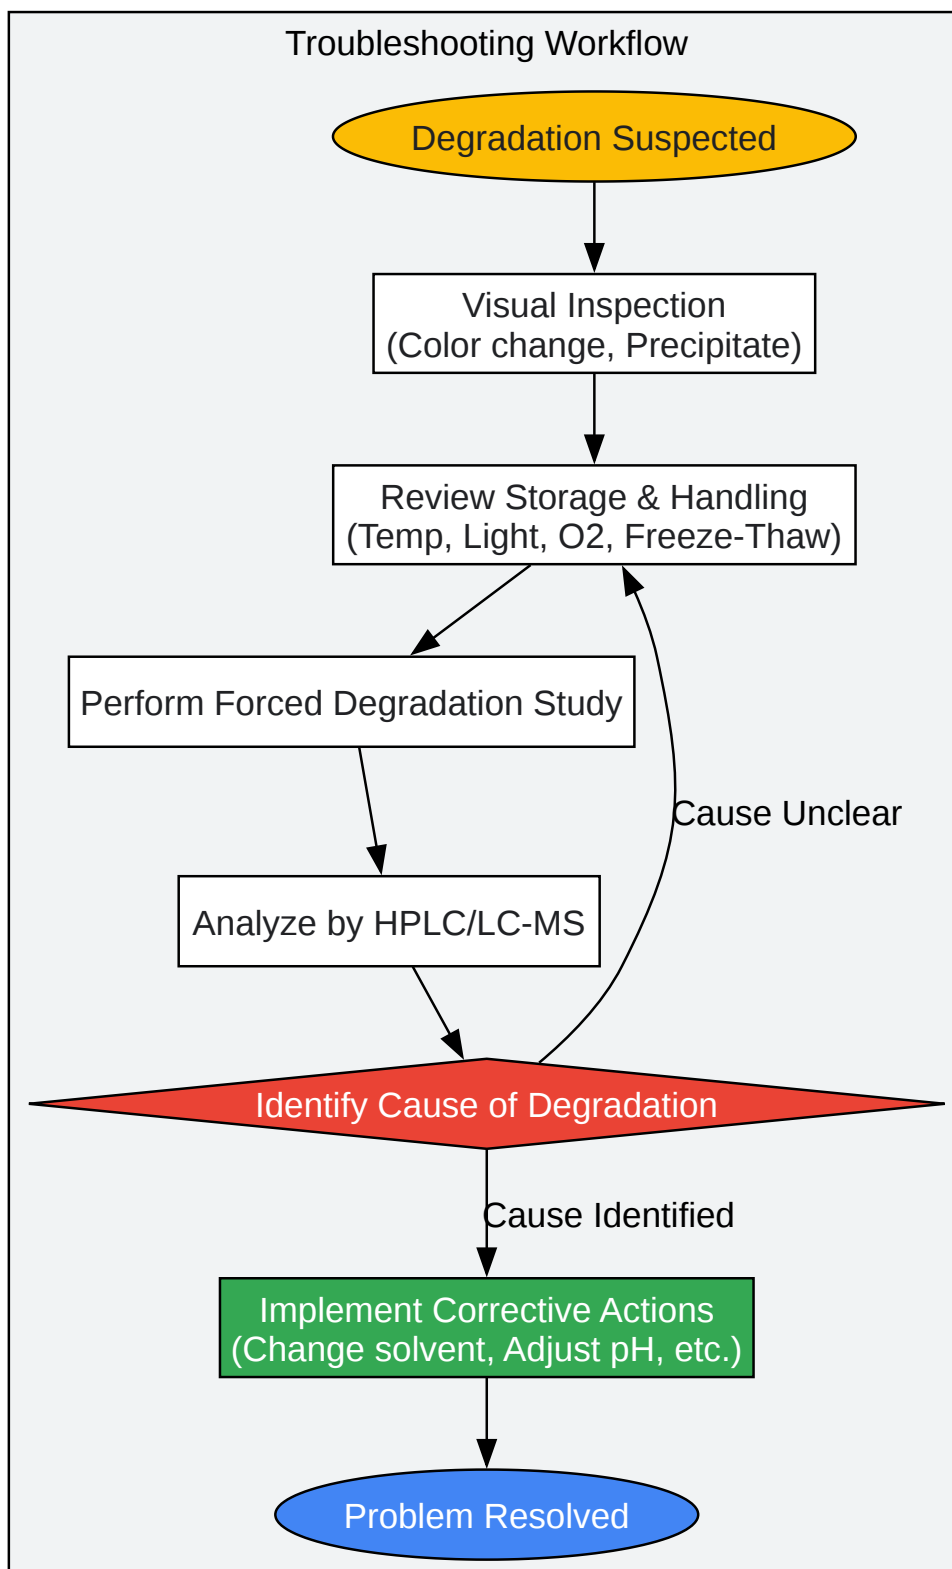 Troubleshooting Workflow
Degradation Suspected
Visual Inspection
(Color change, Precipitate)
Review Storage & Handling
(Temp, Light, O2, Freeze-Thaw)
Perform Forced Degradation Study
Cause Unclear
Analyze by HPLC/LC-MS
Identify Cause of Degradation
Cause Identified
Implement Corrective Actions
(Change solvent, Adjust pH, etc.)
Problem Resolved